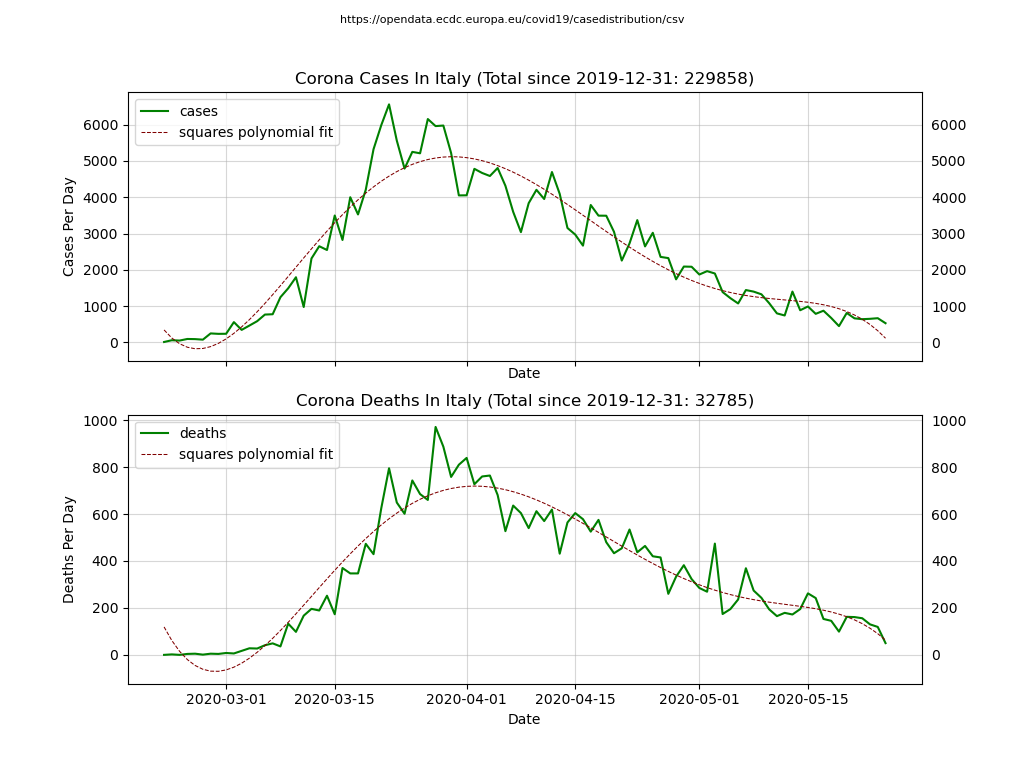 https://opendata.ecdc.europa.eu/covid19/casedistribution/csv
Corona Cases In Italy (Total since 2019-12-31: 229858)
cases
squares polynomial fit
6000 6000
5000 5000
4000 4000
3000 3000
2000 2000
1000 1000
0 0
Cases Per Day
Date
Corona Deaths In Italy (Total since 2019-12-31: 32785)
deaths
squares polynomial fit
1000 1000
800 800
600 600
400 400
200 200
0 0
Deaths Per Day
2020-03-01 2020-03-15 2020-04-01 2020-04-15 2020-05-01 2020-05-15
Date